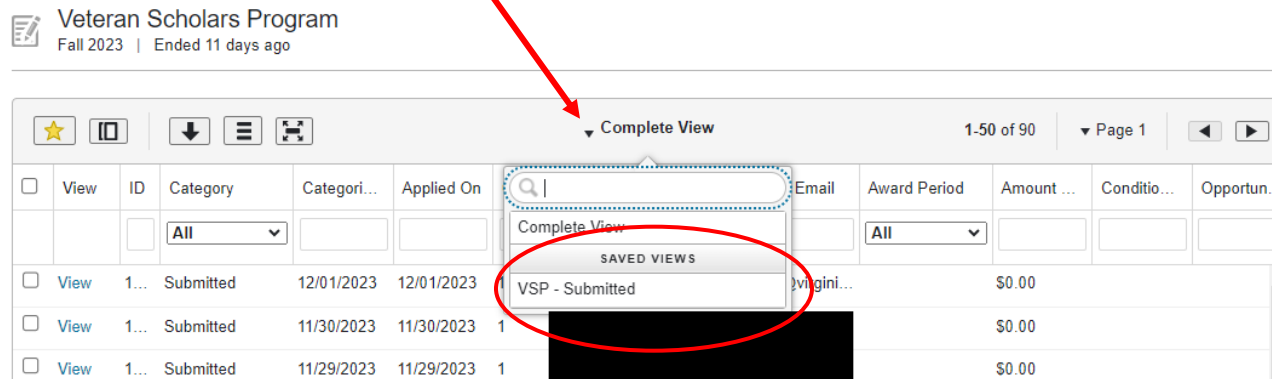 Veteran Scholars Program
Fall 2023 | Ended 11 days ago
Complete View
1-50 of 90
Page 1
View ID Category Categori... Applied On Email Award Period Amount ... Conditio... Opportun.
All All
Complete View
SAVED VIEWS
VSP - Submitted
View 1... Submitted 12/01/2023 12/01/2023 1 @virgini... $0.00
View 1... Submitted 11/30/2023 11/30/2023 1 $0.00
View 1... Submitted 11/29/2023 11/29/2023 1 $0.00